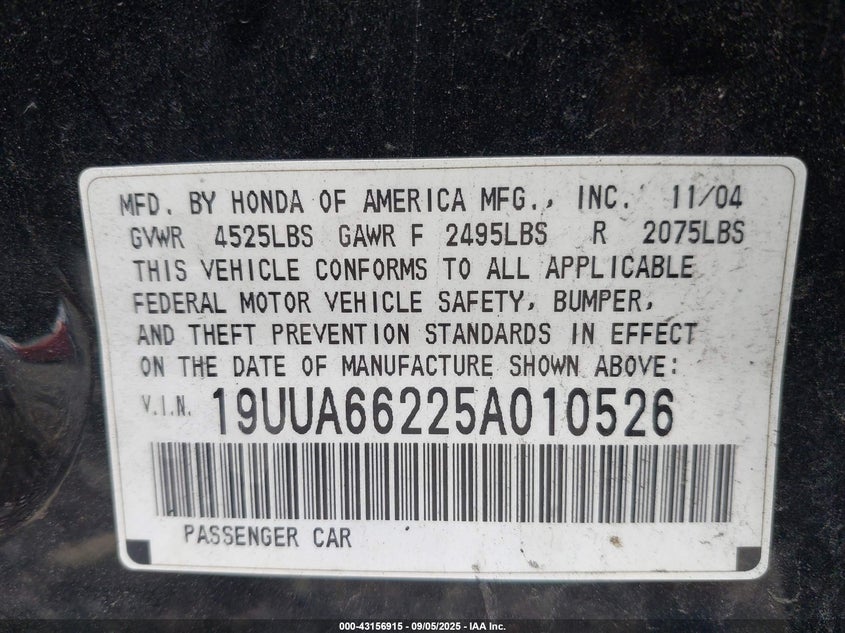 MFD. BY HONDA OF AMERICA MFG., INC. 11/04
GVWR 4525LBS GAWR F 2495LBS R 2075LBS
THIS VEHICLE CONFORMS TO ALL APPLICABLE
FEDERAL MOTOR VEHICLE SAFETY, BUMPER,
AND THEFT PREVENTION STANDARDS IN EFFECT
ON THE DATE OF MANUFACTURE SHOWN ABOVE:
V.I.N. 19UUA66225A010526
PASSENGER CAR
000-43156915 - 09/05/2025 - IAA Inc.